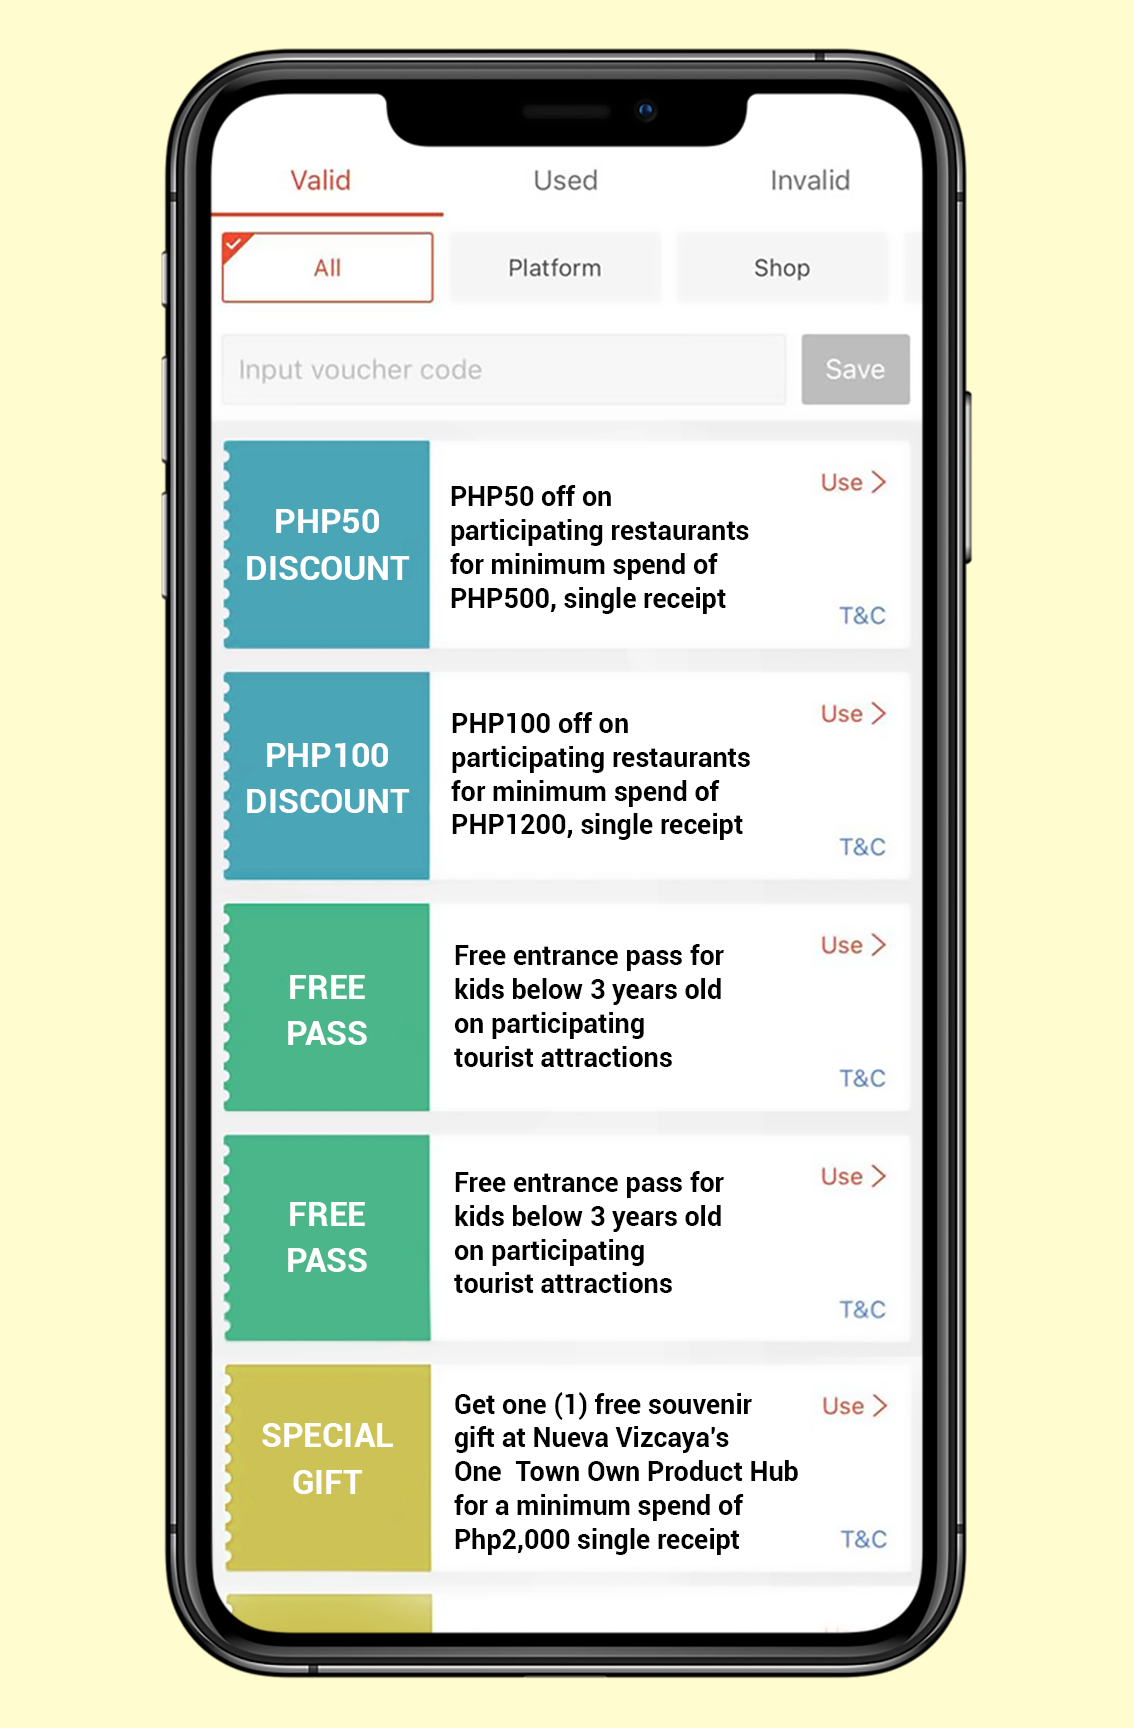 Valid Used Invalid
All Platform Shop
Input voucher code Save
PHP50
DISCOUNT
PHP50 off on
participating restaurants
for minimum spend of
PHP500, single receipt
Use >
T&C
PHP100
DISCOUNT
PHP100 off on
participating restaurants
for minimum spend of
PHP1200, single receipt
Use >
T&C
FREE
PASS
Free entrance pass for
kids below 3 years old
on participating
tourist attractions
Use >
T&C
FREE
PASS
Free entrance pass for
kids below 3 years old
on participating
tourist attractions
Use >
T&C
SPECIAL
GIFT
Get one (1) free souvenir
gift at Nueva Vizcaya's
One Town Own Product Hub
for a minimum spend of
Php2,000 single receipt
Use >
T&C